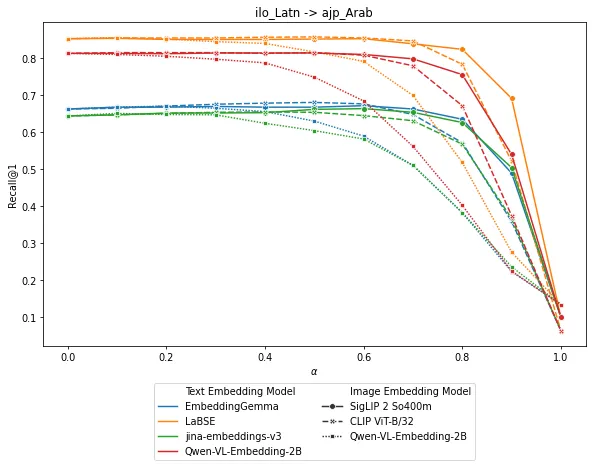 ilo_Latn -> ajp_Arab
Recall@1
0.8
0.7
0.6
0.5
0.4
0.3
0.2
0.1
0.0 0.2 0.4 0.6 0.8 1.0
α
Text Embedding Model Image Embedding Model
EmbeddingGemma SigLIP 2 So400m
LaBSE CLIP ViT-B/32
jina-embeddings-v3 Qwen-VL-Embedding-2B
Qwen-VL-Embedding-2B